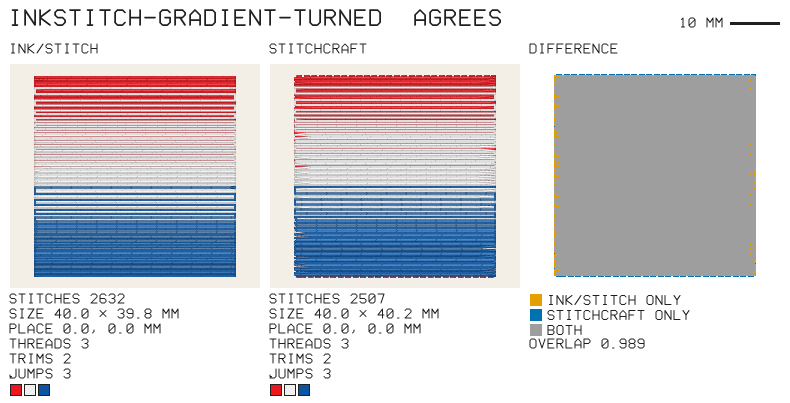 INKSTITCH-GRADIENT-TURNED AGREES
10 MM
INK/STITCH
STITCHCRAFT
DIFFERENCE
STITCHES 2632
SIZE 40.0 × 39.8 MM
PLACE 0.0, 0.0 MM
THREADS 3
TRIMS 2
JUMPS 3
STITCHES 2507
SIZE 40.0 × 40.2 MM
PLACE 0.0, 0.0 MM
THREADS 3
TRIMS 2
JUMPS 3
INK/STITCH ONLY
STITCHCRAFT ONLY
BOTH
OVERLAP 0.989